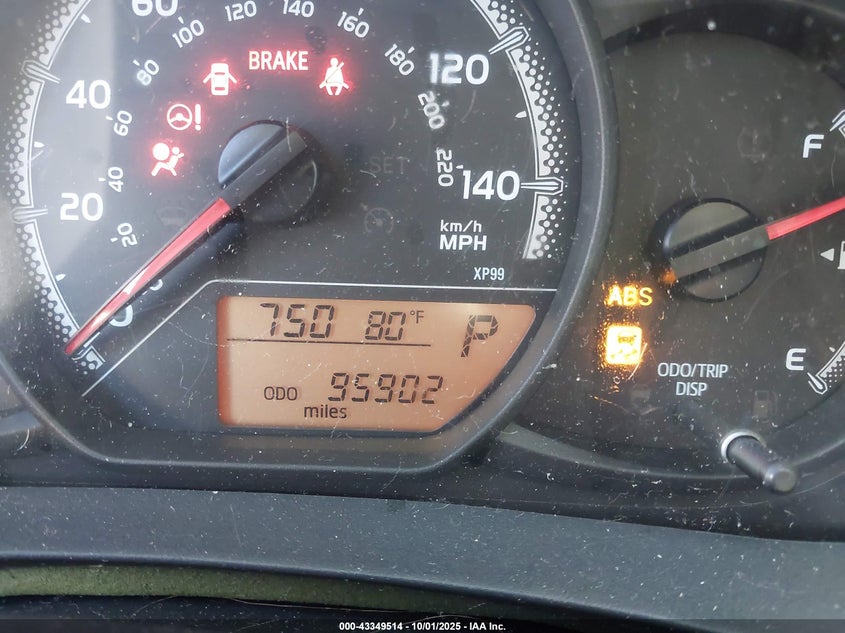 60 80 100 120 140 160 180 200 220
20 40 60
20 40 120 140
BRAKE
SET
km/h
MPH
XP99
750 80°F P
ODO 95902
miles
F
E
ABS
ODO/TRIP
DISP
000-43349514 - 10/01/2025 - IAA Inc.